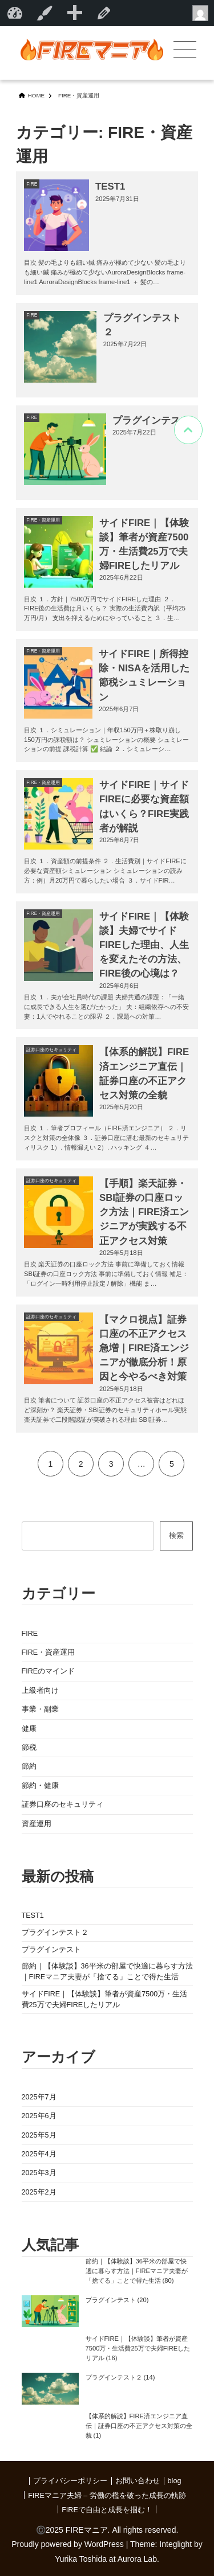 FIREマニア
HOME FIRE・資産運用
カテゴリー: FIRE・資産
運用
FIRE
TEST1
2025年7月31日
目次 髪の毛よりも細い鍼 痛みが極めて少ない 髪の毛より
も細い鍼 痛みが極めて少ないAuroraDesignBlocks frame-
line1 AuroraDesignBlocks frame-line1 ＋ 髪の…
FIRE
プラグインテスト
２
2025年7月22日
FIRE
プラグインテス
2025年7月22日
FIRE・資産運用
サイドFIRE｜【体験
談】筆者が資産7500
万・生活費25万で夫
婦FIREしたリアル
2025年6月22日
目次 １．方針｜7500万円でサイドFIREした理由 ２．
FIRE後の生活費は月いくら？ 実際の生活費内訳（平均25
万円/月） 支出を抑えるためにやっていること ３．生…
FIRE・資産運用
サイドFIRE｜所得控
除・NISAを活用した
節税シュミレーショ
ン
2025年6月7日
目次 １．シミュレーション｜年収150万円＋株取り崩し
150万円の課税額は？ シュミレーションの概要 シュミレー
ションの前提 課税計算 ✅ 結論 ２．シミュレーシ…
FIRE・資産運用
サイドFIRE｜サイド
FIREに必要な資産額
はいくら？FIRE実践
者が解説
2025年6月7日
目次 １．資産額の前提条件 ２．生活費別｜サイドFIREに
必要な資産額シミュレーション シミュレーションの読み
方：例）月20万円で暮らしたい場合 ３．サイドFIR…
FIRE・資産運用
サイドFIRE｜【体験
談】夫婦でサイド
FIREした理由、人生
を変えたその方法、
FIRE後の心境は？
2025年6月6日
目次 １．夫が会社員時代の課題 夫婦共通の課題：「一緒
に成長できる人生を選びたかった」 夫：組織依存への不安
妻：1人でやれることの限界 ２．課題への対策…
証券口座のセキュリティ
【体系的解説】FIRE
済エンジニア直伝｜
証券口座の不正アク
セス対策の全貌
2025年5月20日
目次 １．筆者プロフィール（FIRE済エンジニア） ２．リ
スクと対策の全体像 ３．証券口座に潜む最新のセキュリテ
ィリスク 1）. 情報漏えい 2）. ハッキング 4 …
証券口座のセキュリティ
【手順】楽天証券・
SBI証券の口座ロッ
ク方法｜FIRE済エン
ジニアが実践する不
正アクセス対策
2025年5月18日
目次 楽天証券の口座ロック方法 事前に準備しておく情報
SBI証券の口座ロック方法 事前に準備しておく情報 補足：
「ログイン一時利用停止設定 / 解除」機能 ま…
証券口座のセキュリティ
【マクロ視点】証券
口座の不正アクセス
急増｜FIRE済エンジ
ニアが徹底分析！原
因と今やるべき対策
2025年5月18日
目次 筆者について 証券口座の不正アクセス被害はどれほ
ど深刻か？ 楽天証券・SBI証券のセキュリティホール実態
楽天証券で二段階認証が突破される理由 SBI証券…
1 2 3 … 5
検索
カテゴリー
FIRE
FIRE・資産運用
FIREのマインド
上級者向け
事業・副業
健康
節税
節約
節約・健康
証券口座のセキュリティ
資産運用
最新の投稿
TEST1
プラグインテスト２
プラグインテスト
節約｜【体験談】36平米の部屋で快適に暮らす方法
｜FIREマニア夫妻が「捨てる」ことで得た生活
サイドFIRE｜【体験談】筆者が資産7500万・生活
費25万で夫婦FIREしたリアル
アーカイブ
2025年7月
2025年6月
2025年5月
2025年4月
2025年3月
2025年2月
人気記事
節約｜【体験談】36平米の部屋で快
適に暮らす方法｜FIREマニア夫妻が
「捨てる」ことで得た生活 (80)
プラグインテスト (20)
サイドFIRE｜【体験談】筆者が資産
7500万・生活費25万で夫婦FIREした
リアル (16)
プラグインテスト２ (14)
【体系的解説】FIRE済エンジニア直
伝｜証券口座の不正アクセス対策の全
貌 (1)
｜プライバシーポリシー｜お問い合わせ｜blog
｜FIREマニア夫婦 – 労働の檻を破った成長の軌跡
｜FIREで自由と成長を掴む！｜
©2025 FIREマニア. All rights reserved.
Proudly powered by WordPress | Theme: Integlight by
Yurika Toshida at Aurora Lab.